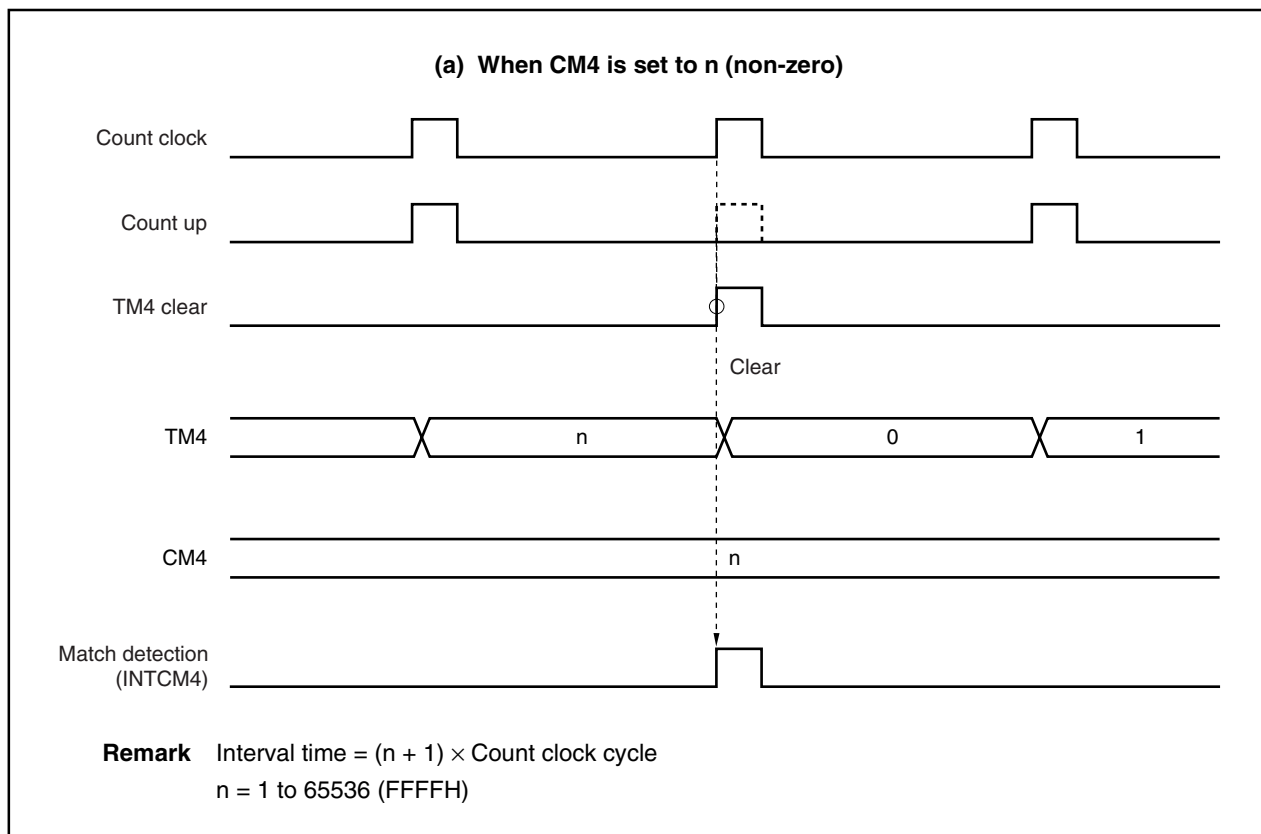 (a) When CM4 is set to n (non-zero)
Count clock
Count up
TM4 clear
Clear
TM4
n
0
1
CM4
n
Match detection
(INTCM4)
Remark Interval time = (n + 1) × Count clock cycle
n = 1 to 65536 (FFFFH)